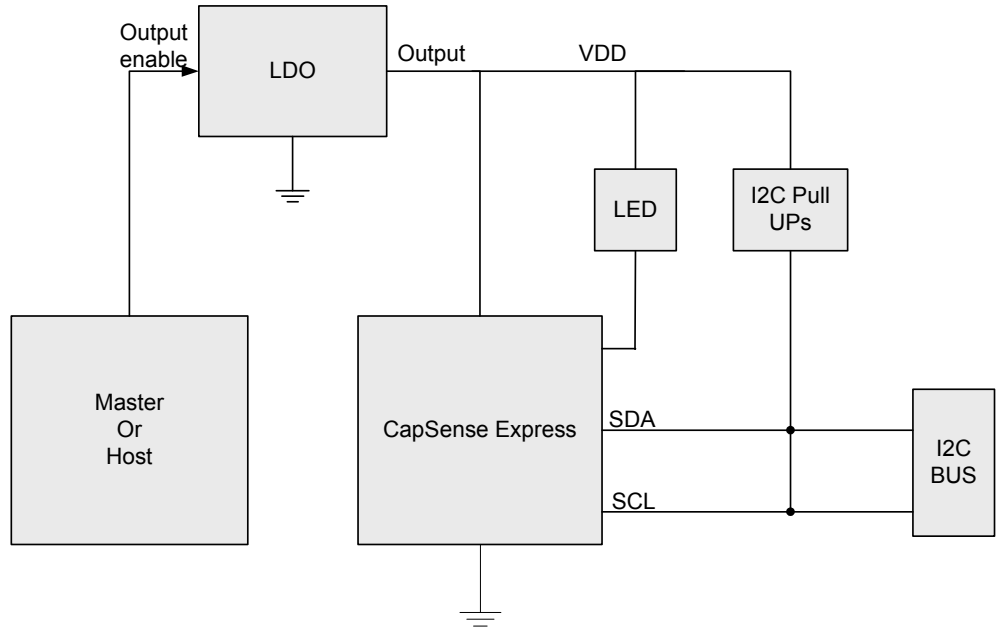 Output
enable
LDO
Output
VDD
LED
I2C Pull
UPs
Master
Or
Host
CapSense Express
SDA
SCL
I2C
BUS